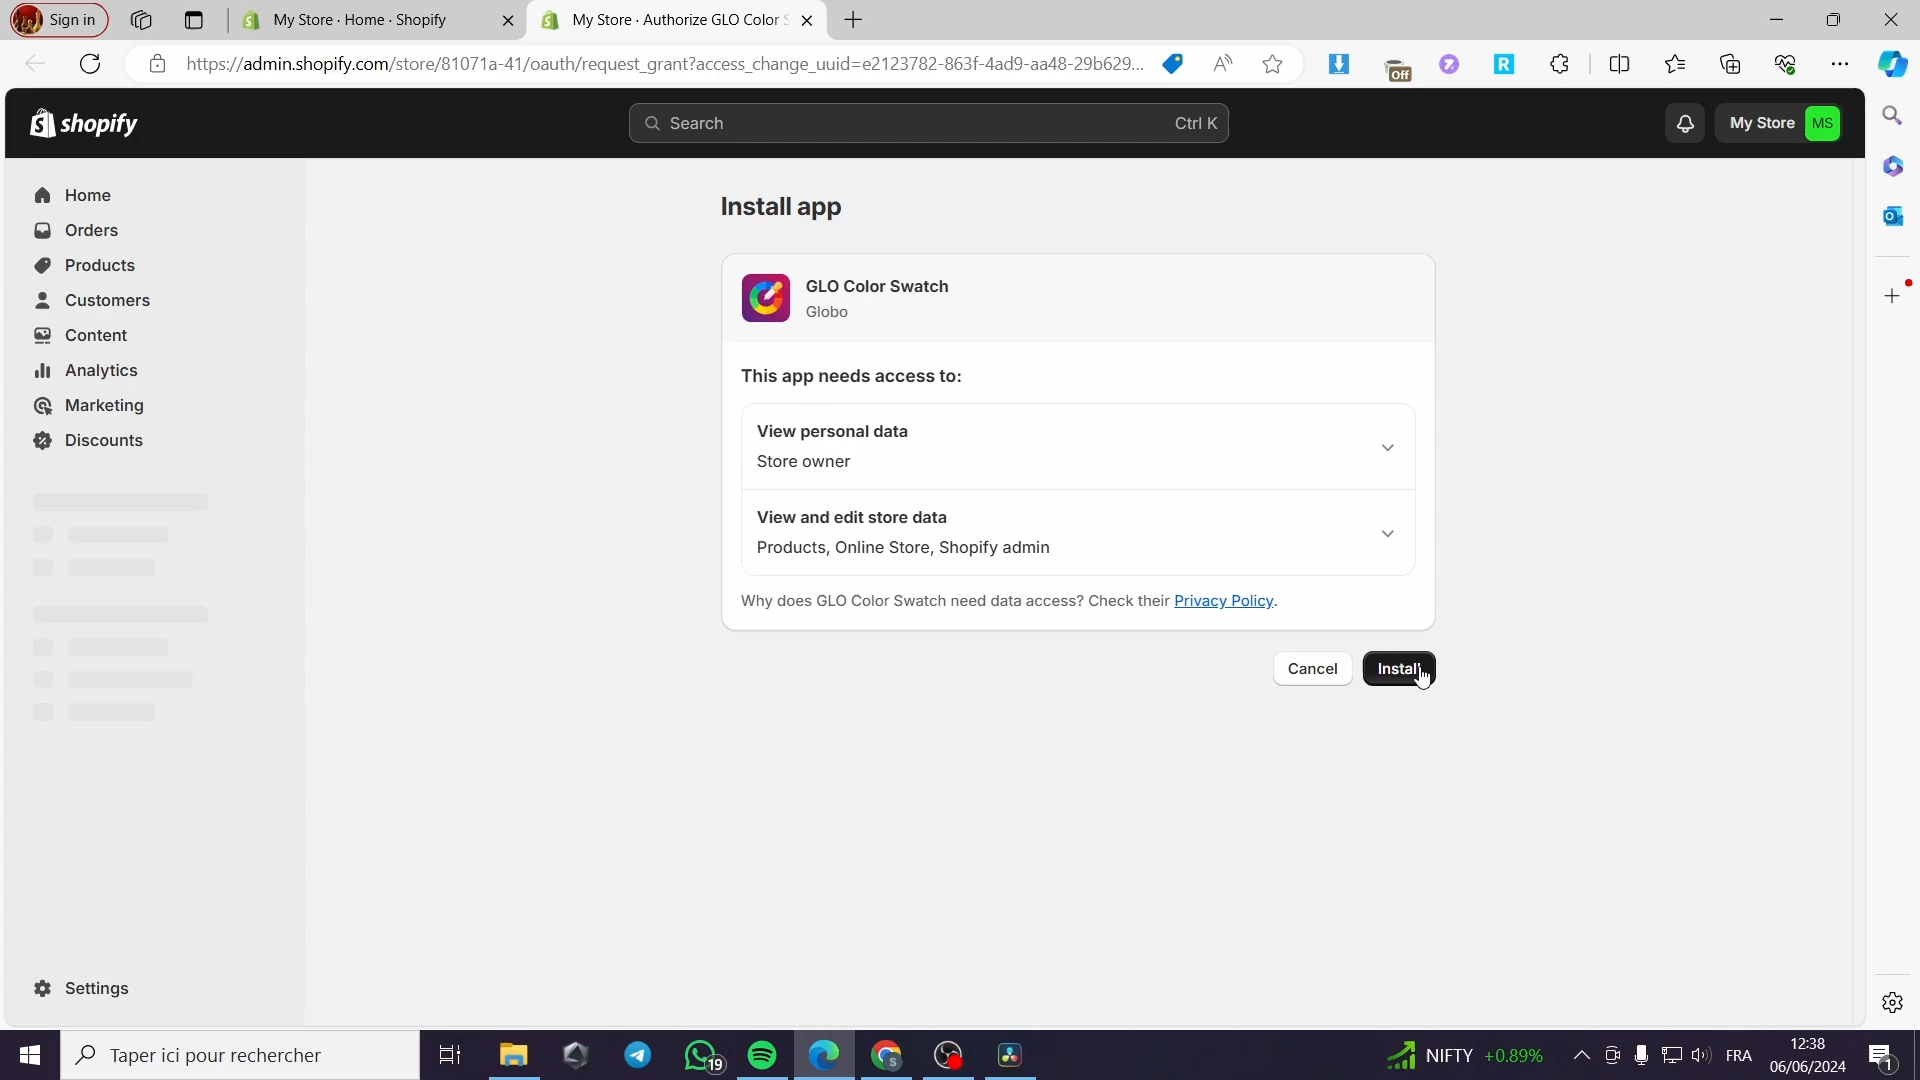 Sign in
My Store · Home · Shopify
My Store · Authorize GLO Color S
https://admin.shopify.com/store/81071a-41/oauth/request_grant?access_change_uuid=e2123782-863f-4ad9-aa48-29b629...
Off
shopify
Search
Ctrl K
My Store
MS
Home
Orders
Products
Customers
Content
Analytics
Marketing
Discounts
Settings
Install app
GLO Color Swatch
Globo
This app needs access to:
View personal data
Store owner
View and edit store data
Products, Online Store, Shopify admin
Why does GLO Color Swatch need data access? Check their Privacy Policy.
Cancel
Install
Taper ici pour rechercher
19
NIFTY +0.89%
FRA
12:38
06/06/2024
1